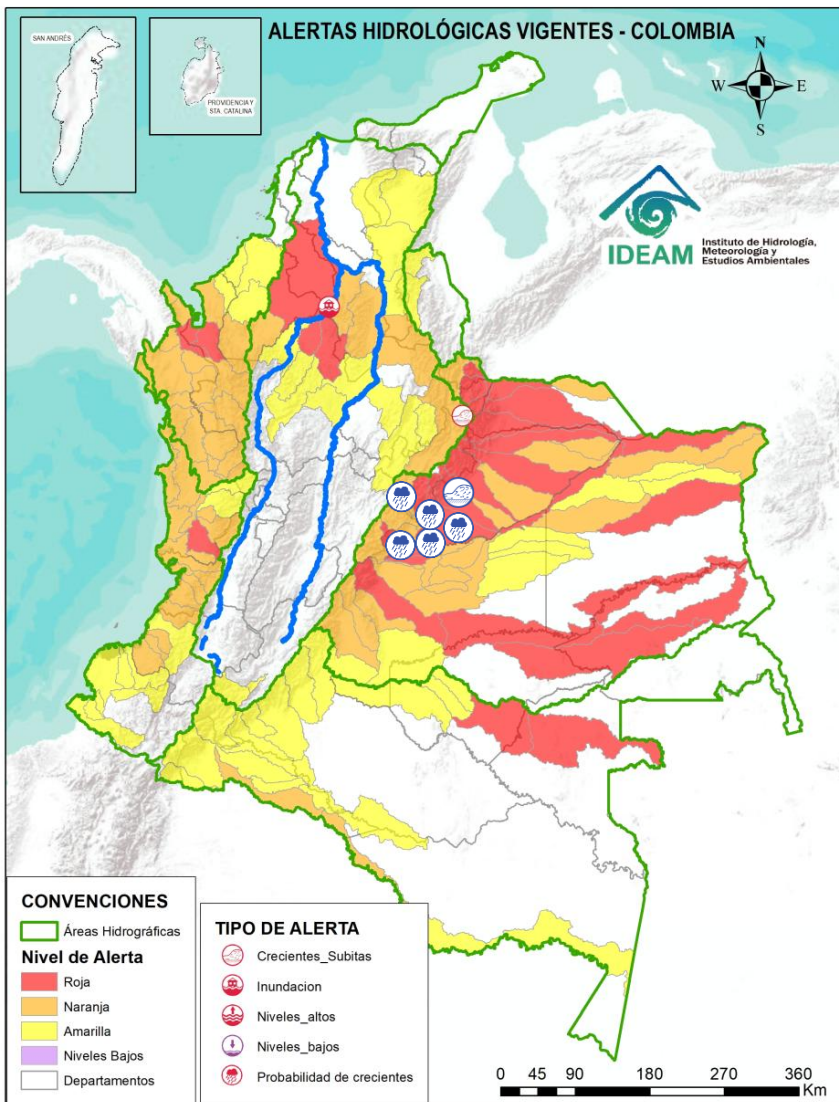 ALERTAS HIDROLÓGICAS VIGENTES - COLOMBIA
SAN ANDRÉS
PROVIDENCIA Y
STA. CATALINA
N
W
E
S
IDEAM
Instituto de Hidrología,
Meteorología y
Estudios Ambientales
CONVENCIONES
Áreas Hidrográficas
Nivel de Alerta
Roja
Naranja
Amarilla
Niveles Bajos
Departamentos
TIPO DE ALERTA
Crecientes_Subitas
Inundacion
Niveles_altos
Niveles_bajos
Probabilidad de crecientes
0 45 90 180 270 360
Km